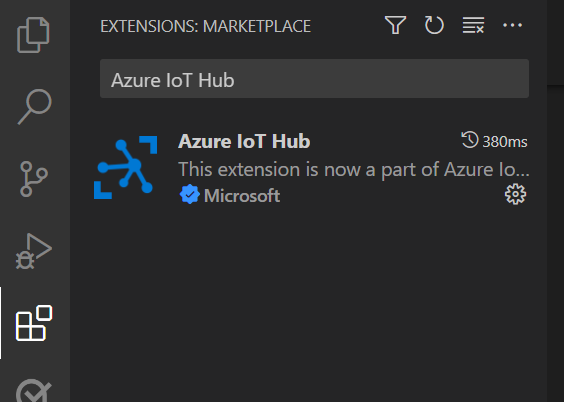 EXTENSIONS: MARKETPLACE
Azure IoT Hub
Azure IoT Hub 380ms
This extension is now a part of Azure Io...
Microsoft